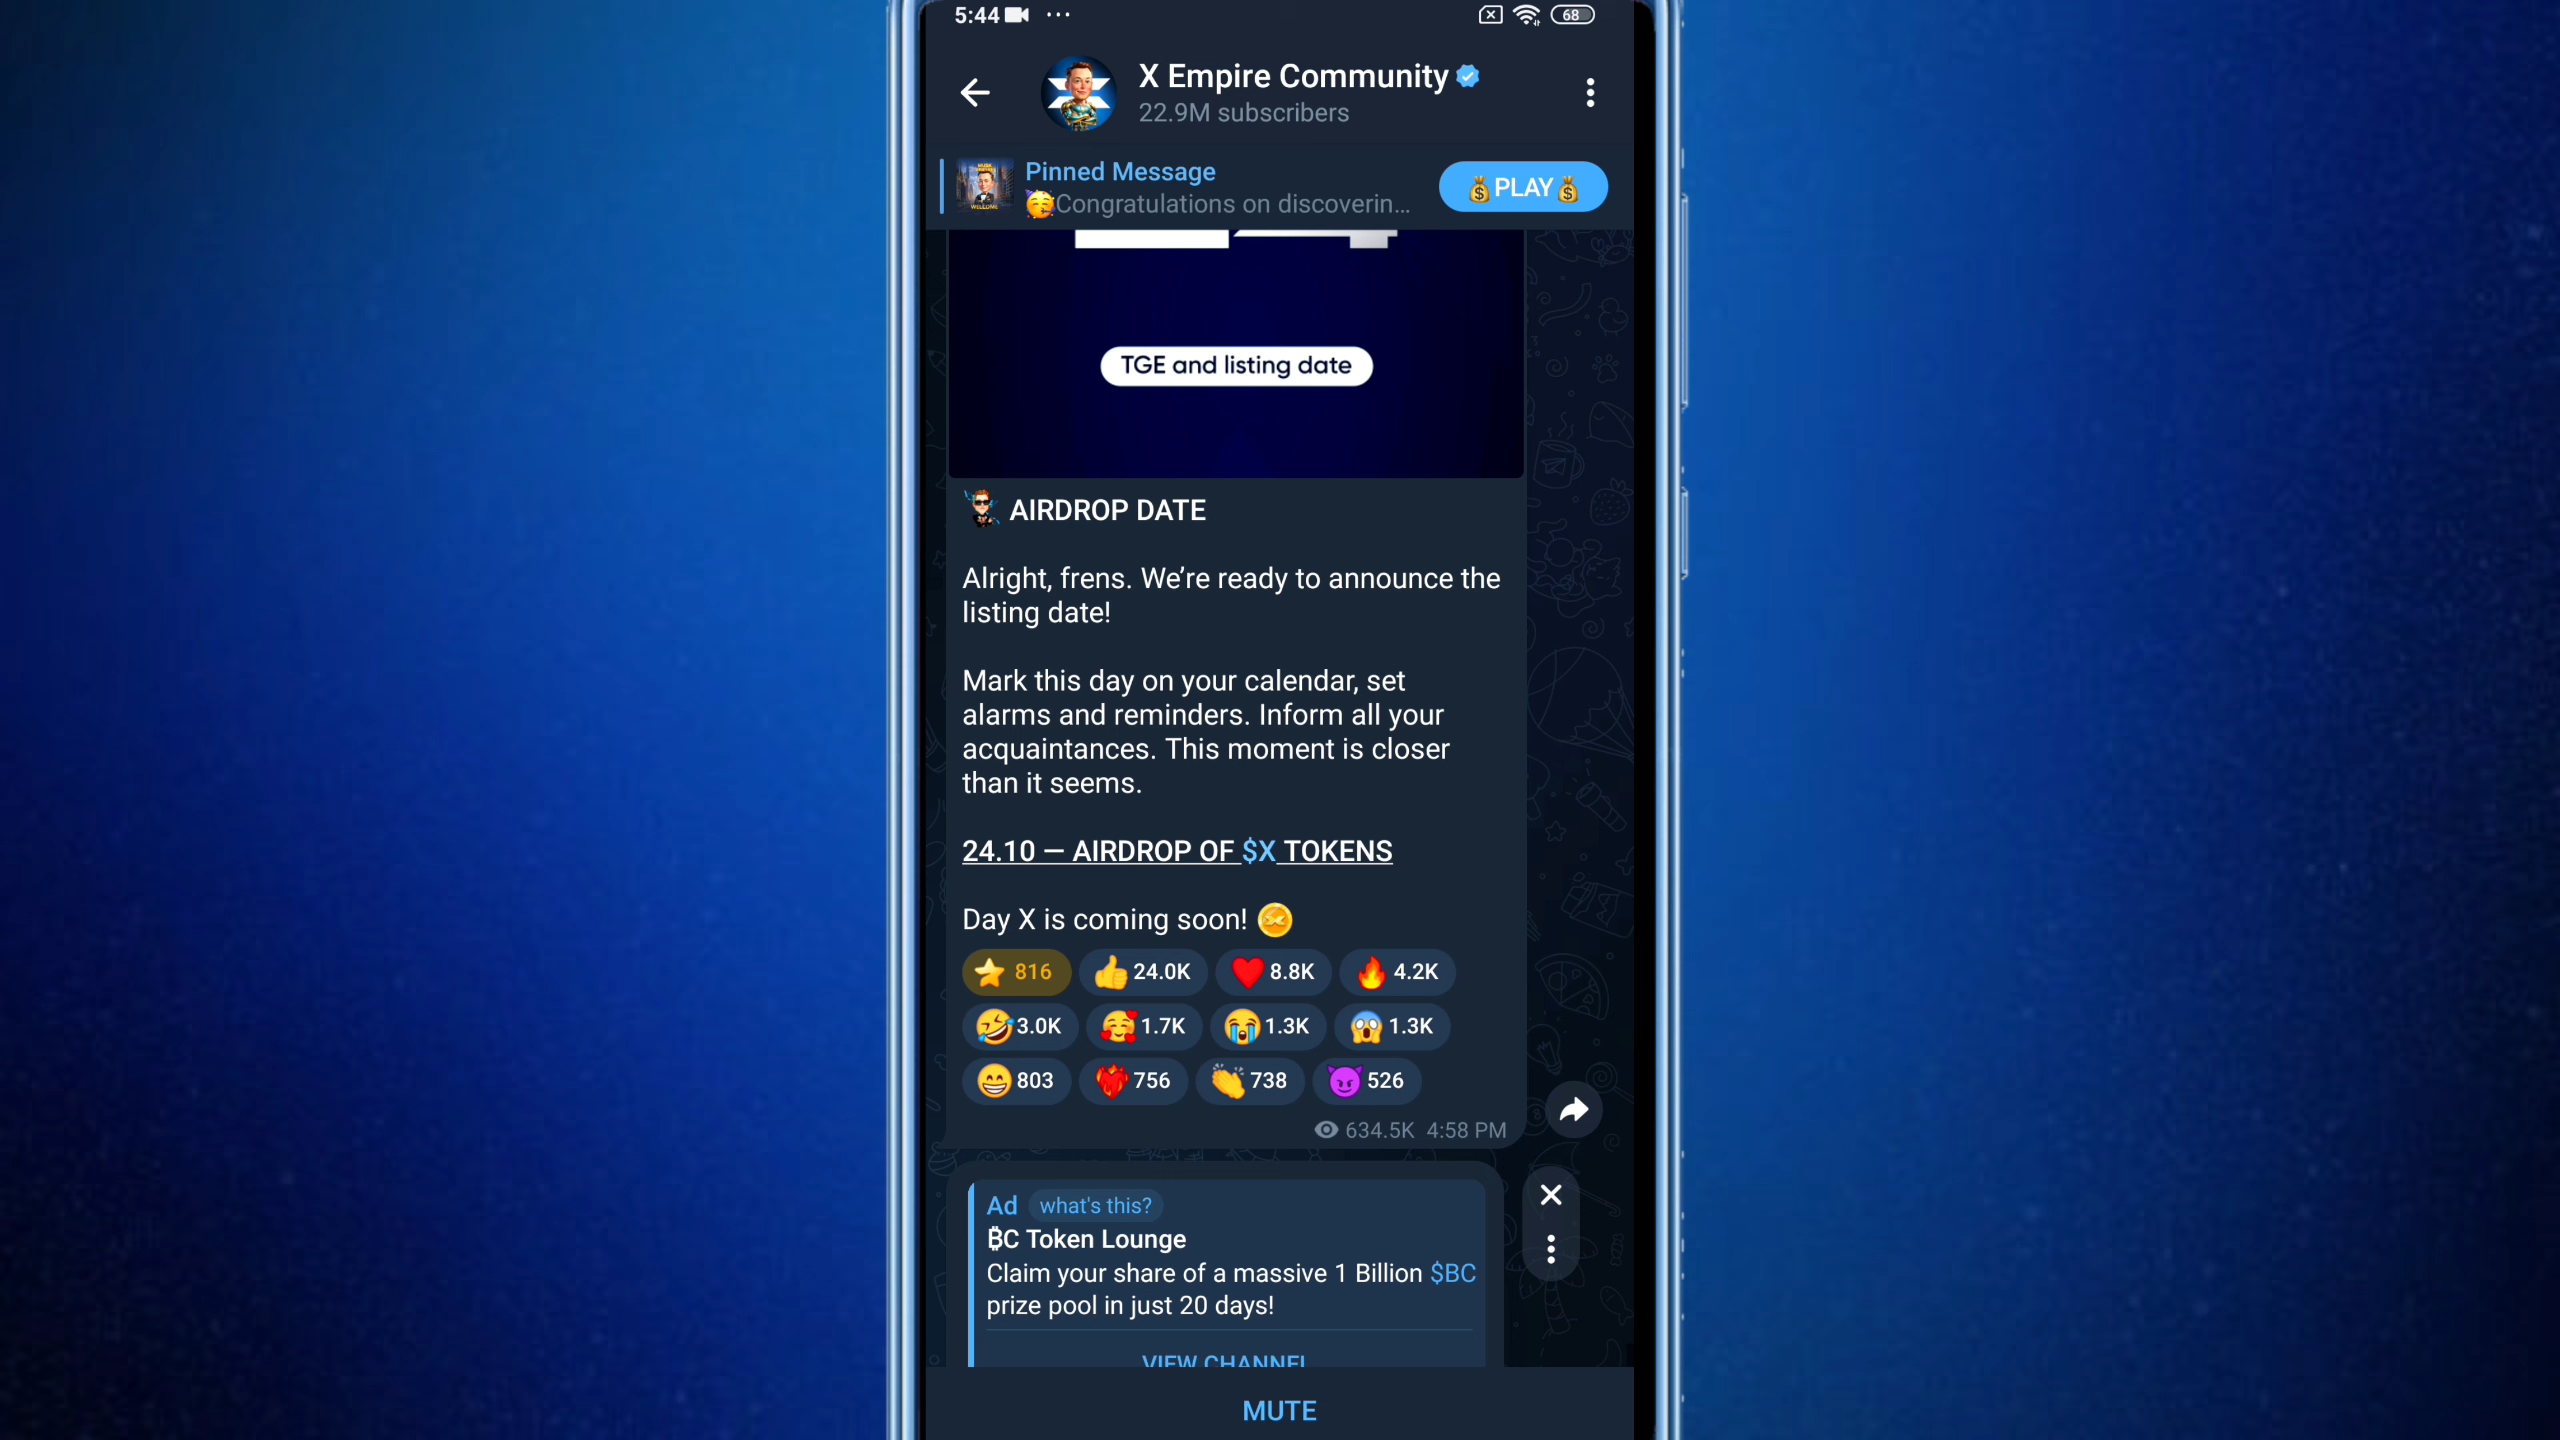 5:44
68
X Empire Community
22.9M subscribers
Pinned Message
🥳Congratulations on discoverin...
💰PLAY💰
TGE and listing date
AIRDROP DATE
Alright, frens. We’re ready to announce the
listing date!
Mark this day on your calendar, set
alarms and reminders. Inform all your
acquaintances. This moment is closer
than it seems.
24.10 — AIRDROP OF $X TOKENS
Day X is coming soon!
816 24.0K 8.8K 4.2K
3.0K 1.7K 1.3K 1.3K
803 756 738 526
634.5K 4:58 PM
Ad what's this?
₿C Token Lounge
Claim your share of a massive 1 Billion $BC
prize pool in just 20 days!
VIEW CHANNEL
MUTE